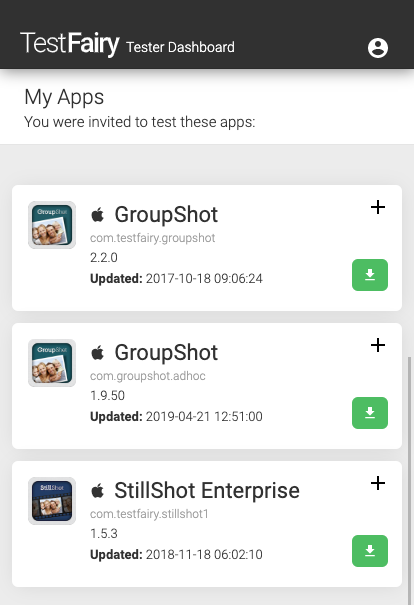 TestFairy Tester Dashboard
My Apps
You were invited to test these apps:
GroupShot
GroupShot
com.testfairy.groupshot
2.2.0
Updated: 2017-10-18 09:06:24
GroupShot
GroupShot
com.groupshot.adhoc
1.9.50
Updated: 2019-04-21 12:51:00
StillShot
StillShot Enterprise
com.testfairy.stillshot1
1.5.3
Updated: 2018-11-18 06:02:10